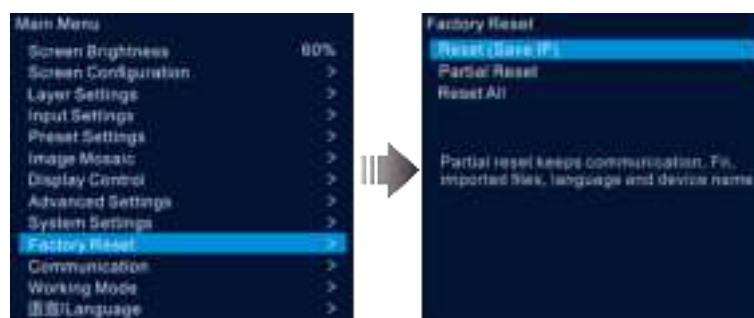 Main Menu
Screen Brightness 60%
Screen Configuration >
Layer Settings >
Input Settings >
Preset Settings >
Image Mosaic >
Display Control >
Advanced Settings >
System Settings >
Factory Reset >
Communication >
Working Mode >
语言/Language >
Factory Reset
Reset (Save IP)
Partial Reset
Reset All
Partial reset keeps communication,
imported files, language and device name